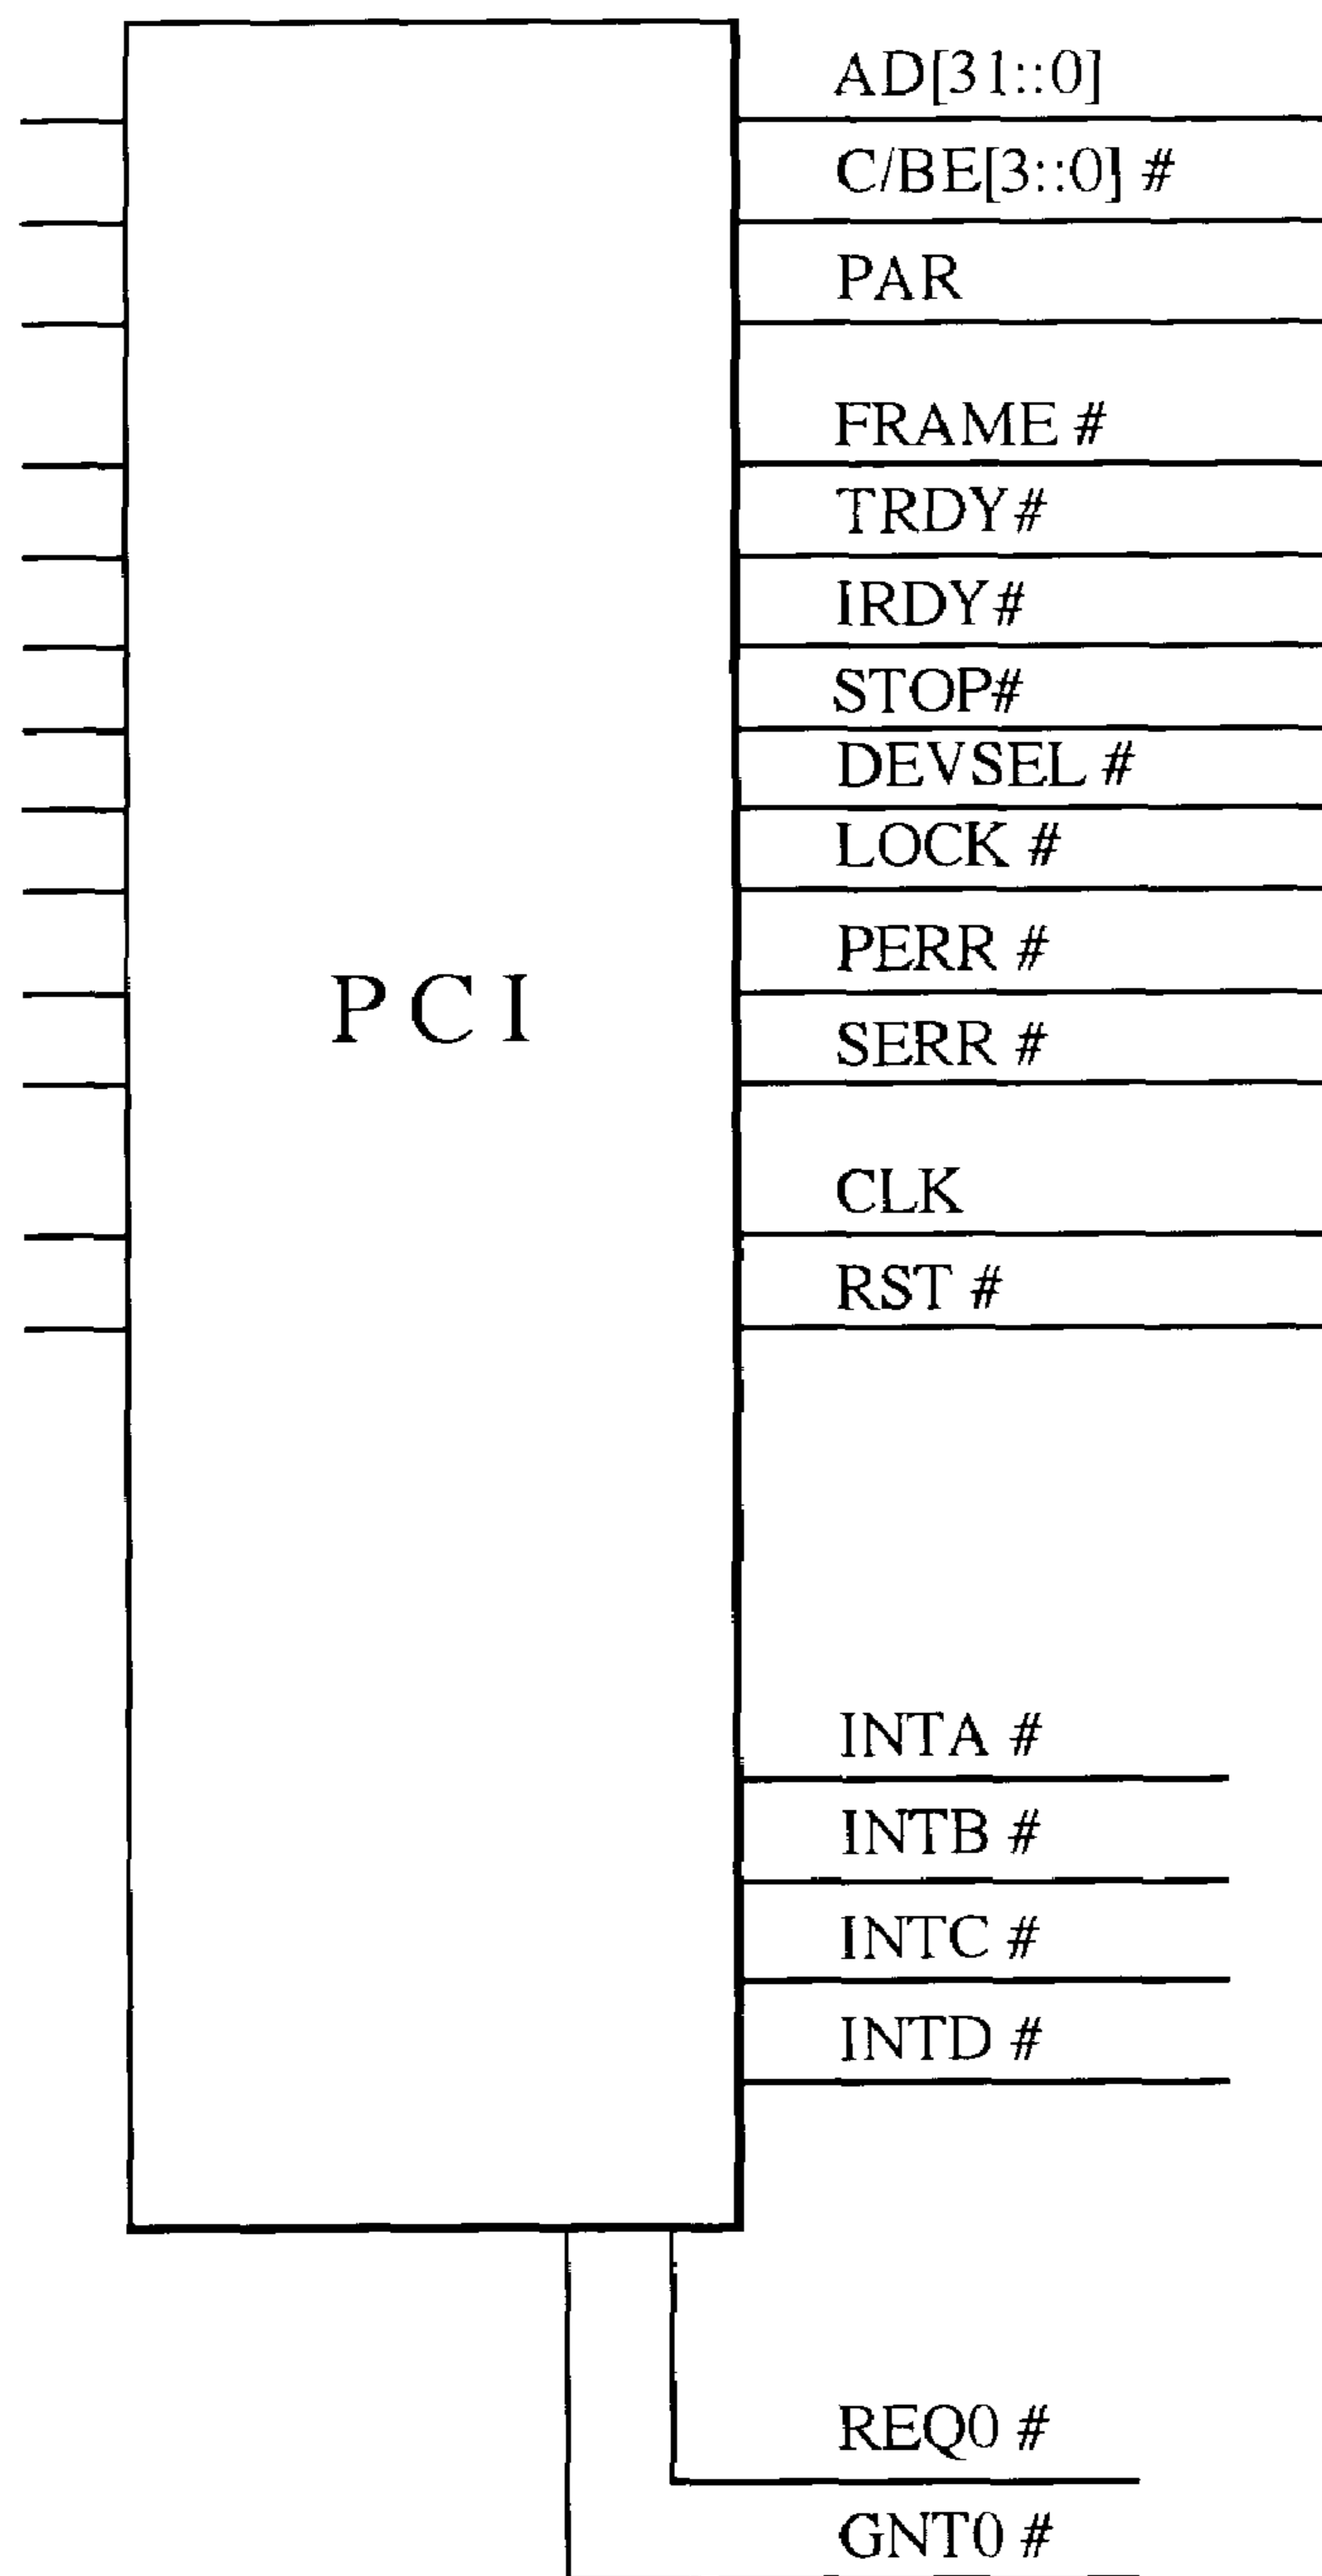 AD[31::0]
C/BE[3::0] #
PAR
FRAME #
TRDY#
IRDY#
STOP#
DEVSEL #
LOCK #
PERR #
PCI
SERR #
CLK
RST #
INTA #
INTB #
INTC #
INTD #
REQ0 #
GNT0 #